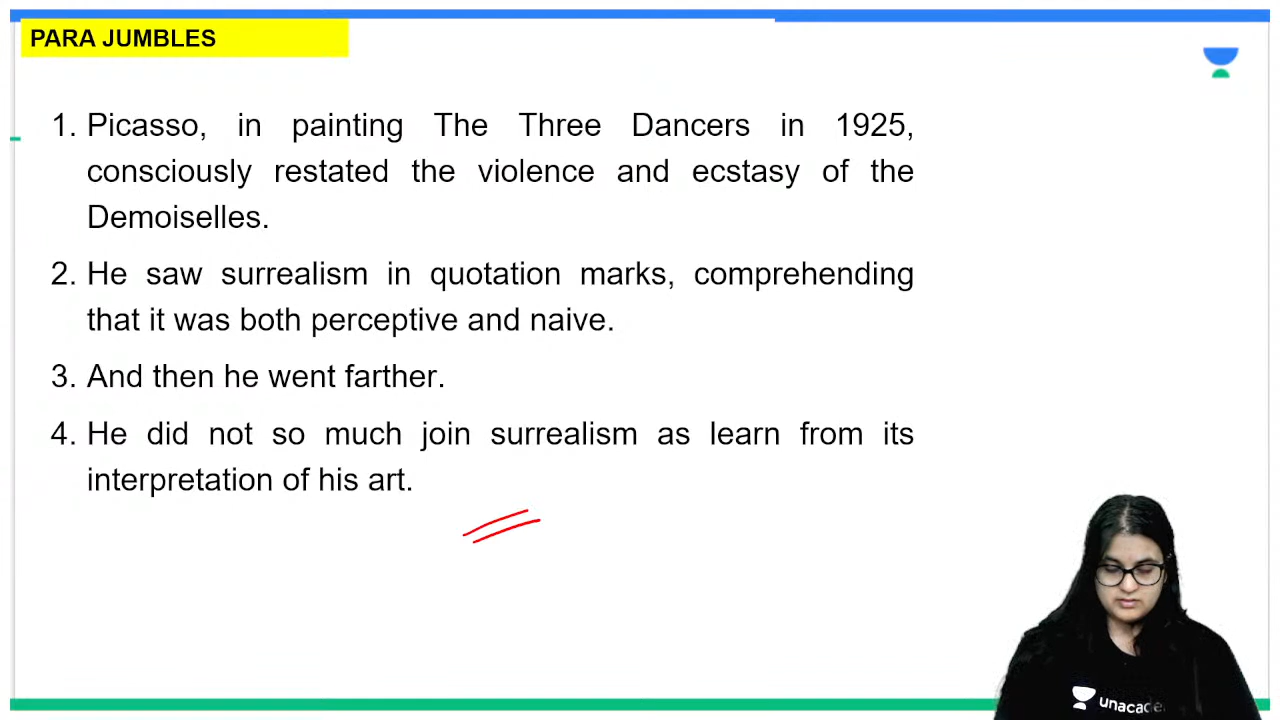 PARA JUMBLES
1. Picasso, in painting The Three Dancers in 1925,
consciously restated the violence and ecstasy of the
Demoiselles.
2. He saw surrealism in quotation marks, comprehending
that it was both perceptive and naive.
3. And then he went farther.
4. He did not so much join surrealism as learn from its
interpretation of his art.